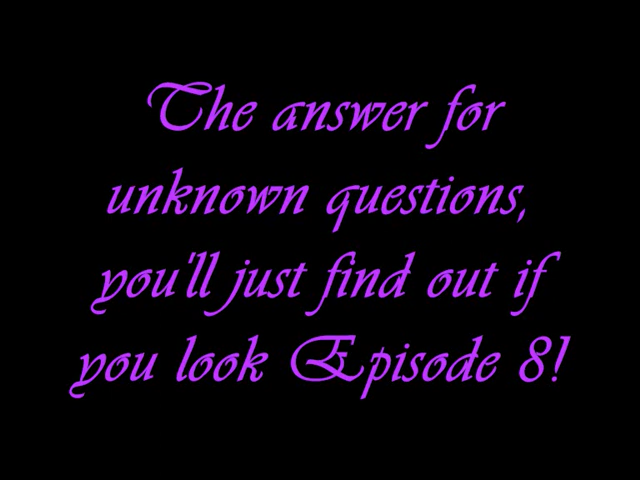 The answer for
unknown questions,
you'll just find out if
you look Episode 8!